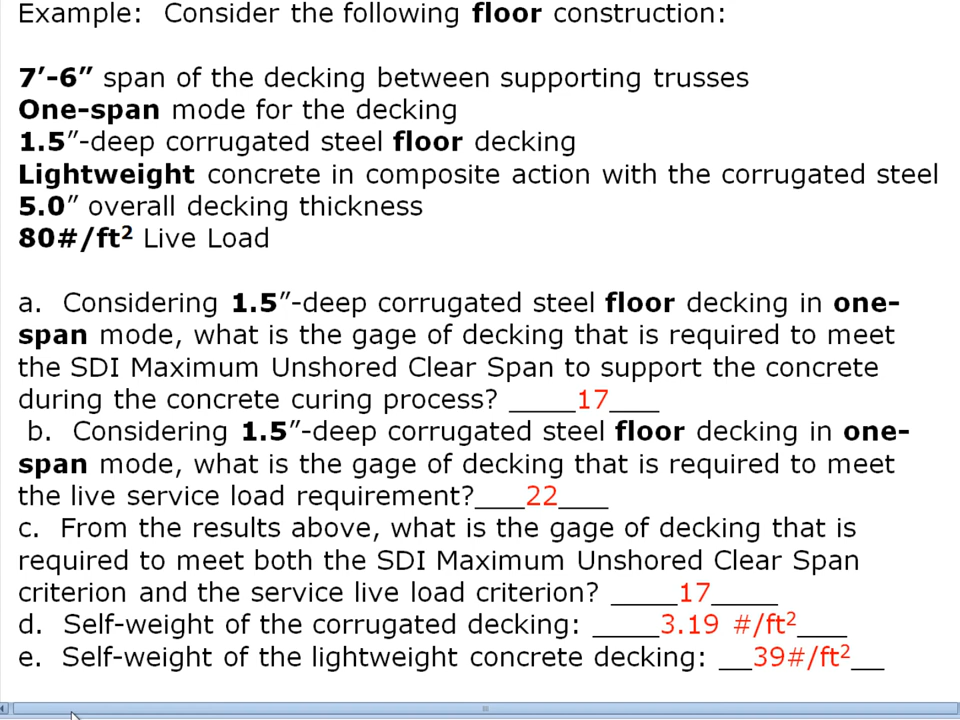 Example:  Consider the following floor construction:
7’-6” span of the decking between supporting trusses
One-span mode for the decking
1.5”-deep corrugated steel floor decking
Lightweight concrete in composite action with the corrugated steel
5.0” overall decking thickness
80#/ft² Live Load
a.  Considering 1.5”-deep corrugated steel floor decking in one-
span mode, what is the gage of decking that is required to meet
the SDI Maximum Unshored Clear Span to support the concrete
during the concrete curing process? ____17___
b.  Considering 1.5”-deep corrugated steel floor decking in one-
span mode, what is the gage of decking that is required to meet
the live service load requirement?___22___
c.  From the results above, what is the gage of decking that is
required to meet both the SDI Maximum Unshored Clear Span
criterion and the service live load criterion? ____17____
d.  Self-weight of the corrugated decking: ____3.19 #/ft²___
e.  Self-weight of the lightweight concrete decking: __39#/ft²__